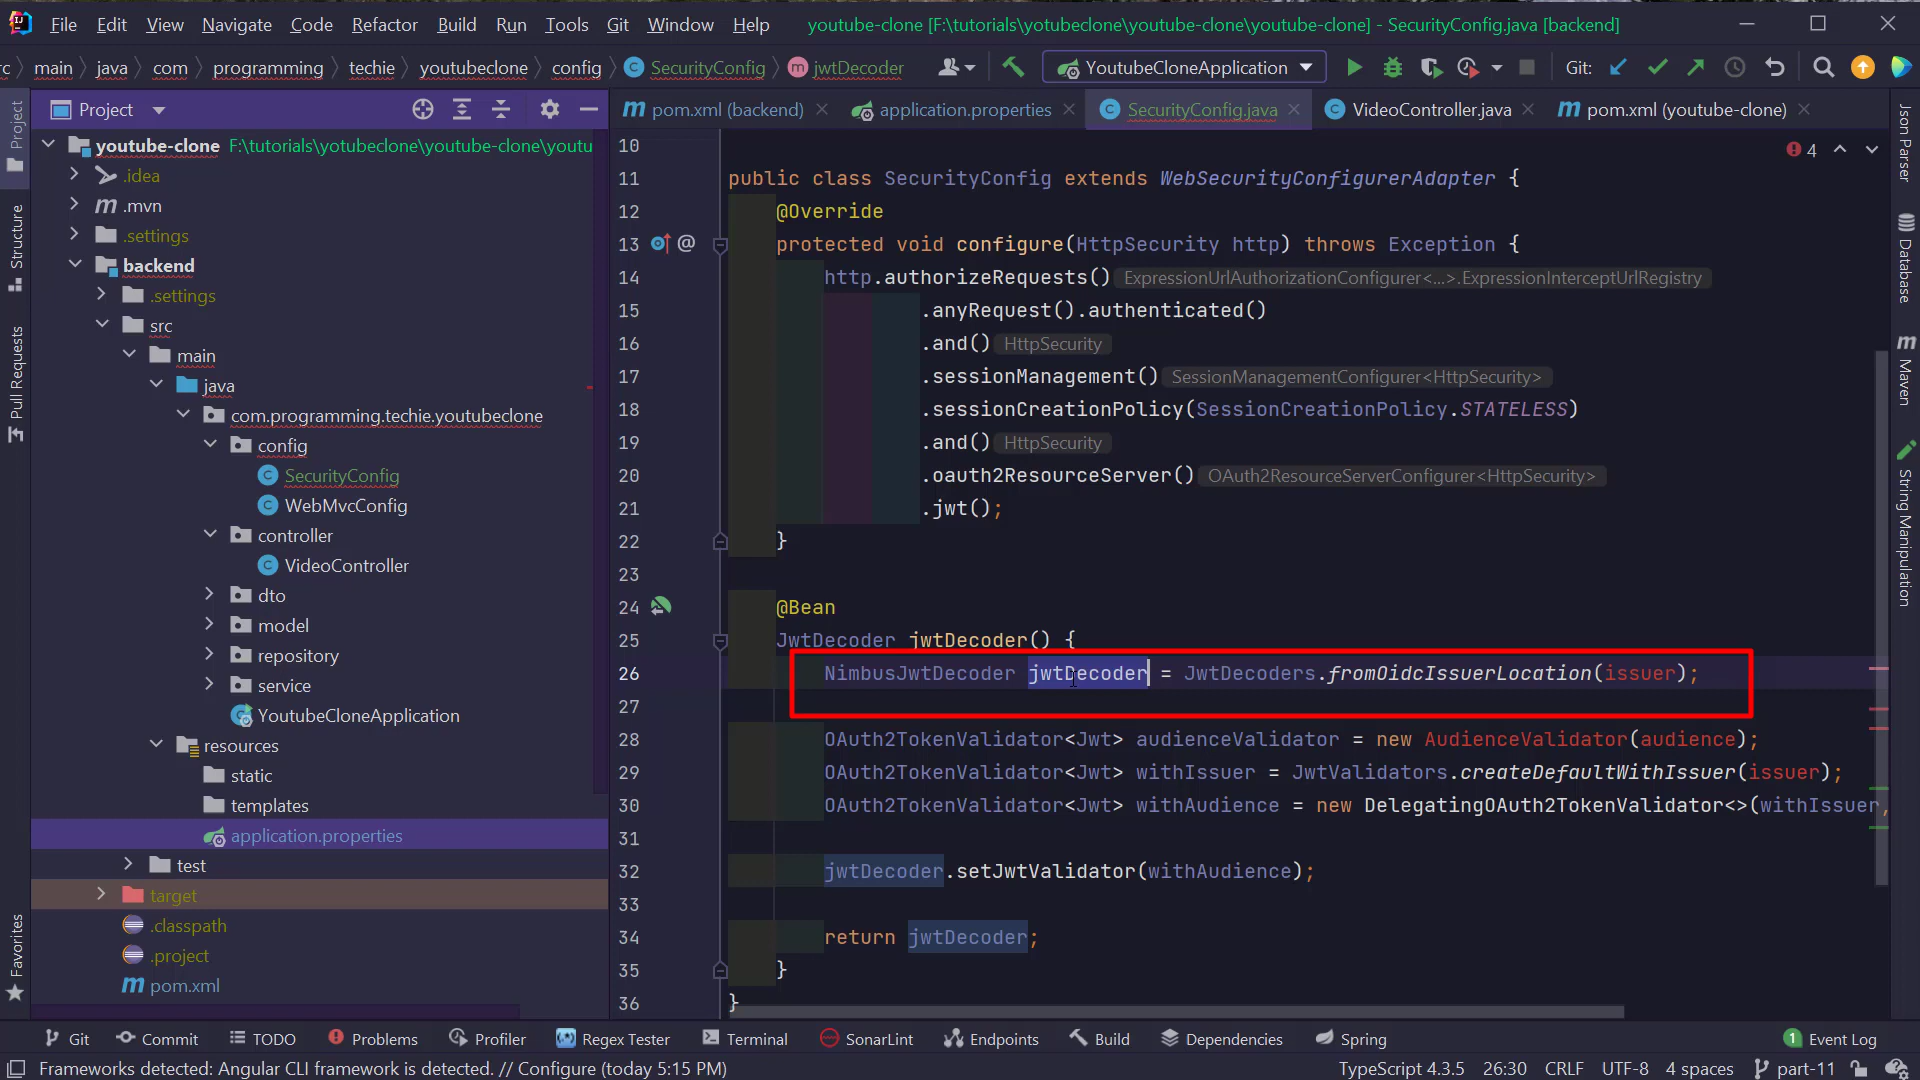 File Edit View Navigate Code Refactor Build Run Tools Git Window Help youtube-clone [F:\tutorials\yotubeclone\youtube-clone\youtube-clone] - SecurityConfig.java [backend]
rc main java com programming techie youtubeclone config SecurityConfig jwtDecoder YoutubeCloneApplication Git:
Project pom.xml (backend) application.properties SecurityConfig.java VideoController.java pom.xml (youtube-clone)
Project
Structure
Pull Requests
Favorites
youtube-clone F:\tutorials\yotubeclone\youtube-clone\youtu
.idea
.mvn
.settings
backend
.settings
src
main
java
com.programming.techie.youtubeclone
config
SecurityConfig
WebMvcConfig
controller
VideoController
dto
model
repository
service
YoutubeCloneApplication
resources
static
templates
application.properties
test
target
.classpath
.project
pom.xml
4
10
11 public class SecurityConfig extends WebSecurityConfigurerAdapter {
12 @Override
13 @ protected void configure(HttpSecurity http) throws Exception {
14 http.authorizeRequests() ExpressionUrlAuthorizationConfigurer<...>.ExpressionInterceptUrlRegistry
15 .anyRequest().authenticated()
16 .and() HttpSecurity
17 .sessionManagement() SessionManagementConfigurer<HttpSecurity>
18 .sessionCreationPolicy(SessionCreationPolicy.STATELESS)
19 .and() HttpSecurity
20 .oauth2ResourceServer() OAuth2ResourceServerConfigurer<HttpSecurity>
21 .jwt();
22 }
23
24 @Bean
25 JwtDecoder jwtDecoder() {
26 NimbusJwtDecoder jwtDecoder = JwtDecoders.fromOidcIssuerLocation(issuer);
27
28 OAuth2TokenValidator<Jwt> audienceValidator = new AudienceValidator(audience);
29 OAuth2TokenValidator<Jwt> withIssuer = JwtValidators.createDefaultWithIssuer(issuer);
30 OAuth2TokenValidator<Jwt> withAudience = new DelegatingOAuth2TokenValidator<>(withIssuer,
31
32 jwtDecoder.setJwtValidator(withAudience);
33
34 return jwtDecoder;
35 }
36 }
Json Parser
Database
m Maven
String Manipulation
Git Commit TODO Problems Profiler Regex Tester Terminal SonarLint Endpoints Build Dependencies Spring 1 Event Log
Frameworks detected: Angular CLI framework is detected. // Configure (today 5:15 PM) TypeScript 4.3.5 26:30 CRLF UTF-8 4 spaces part-11